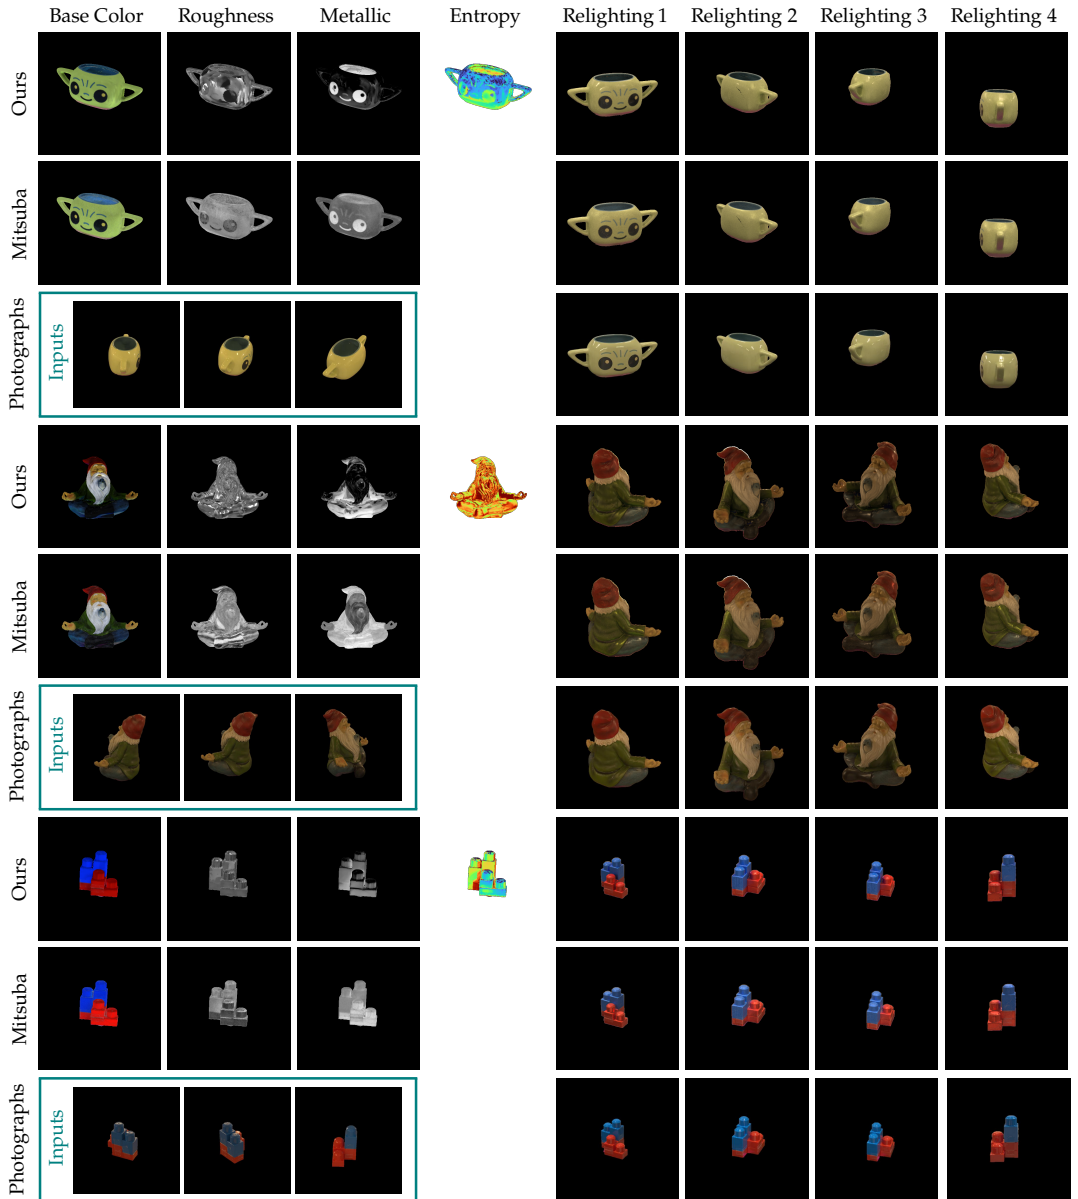 Base Color Roughness Metallic Entropy Relighting 1 Relighting 2 Relighting 3 Relighting 4
Ours
Mitsuba
Photographs
Inputs
Ours
Mitsuba
Photographs
Inputs
Ours
Mitsuba
Photographs
Inputs